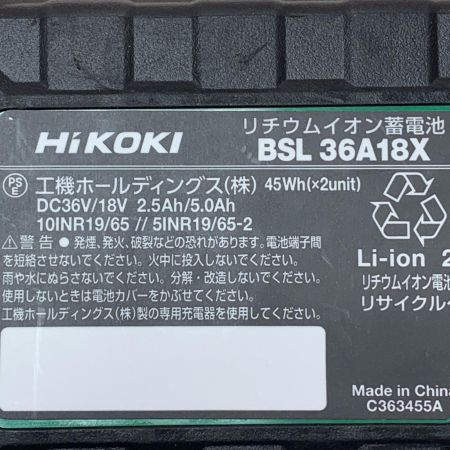 リチウムイオン蓄電池
HiKOKI BSL 36A18X
PSE 工機ホールディングス(株) 45Wh(×2unit)
DC36V/18V 2.5Ah/5.0Ah
10INR19/65 // 5INR19/65-2
⚠警告 ●発煙、発火、破裂などの恐れがあります。電池端子間
を短絡させないでください。火中に投入しないでください。
雨や水にぬらさないでください。分解・改造しないでください。
使用しないときは電池カバーをかぶせてください。
工機ホールディングス(株)製の専用充電器を使用してください。
Li-ion 2
リチウムイオン電池
リサイクル
Made in China
C363455A